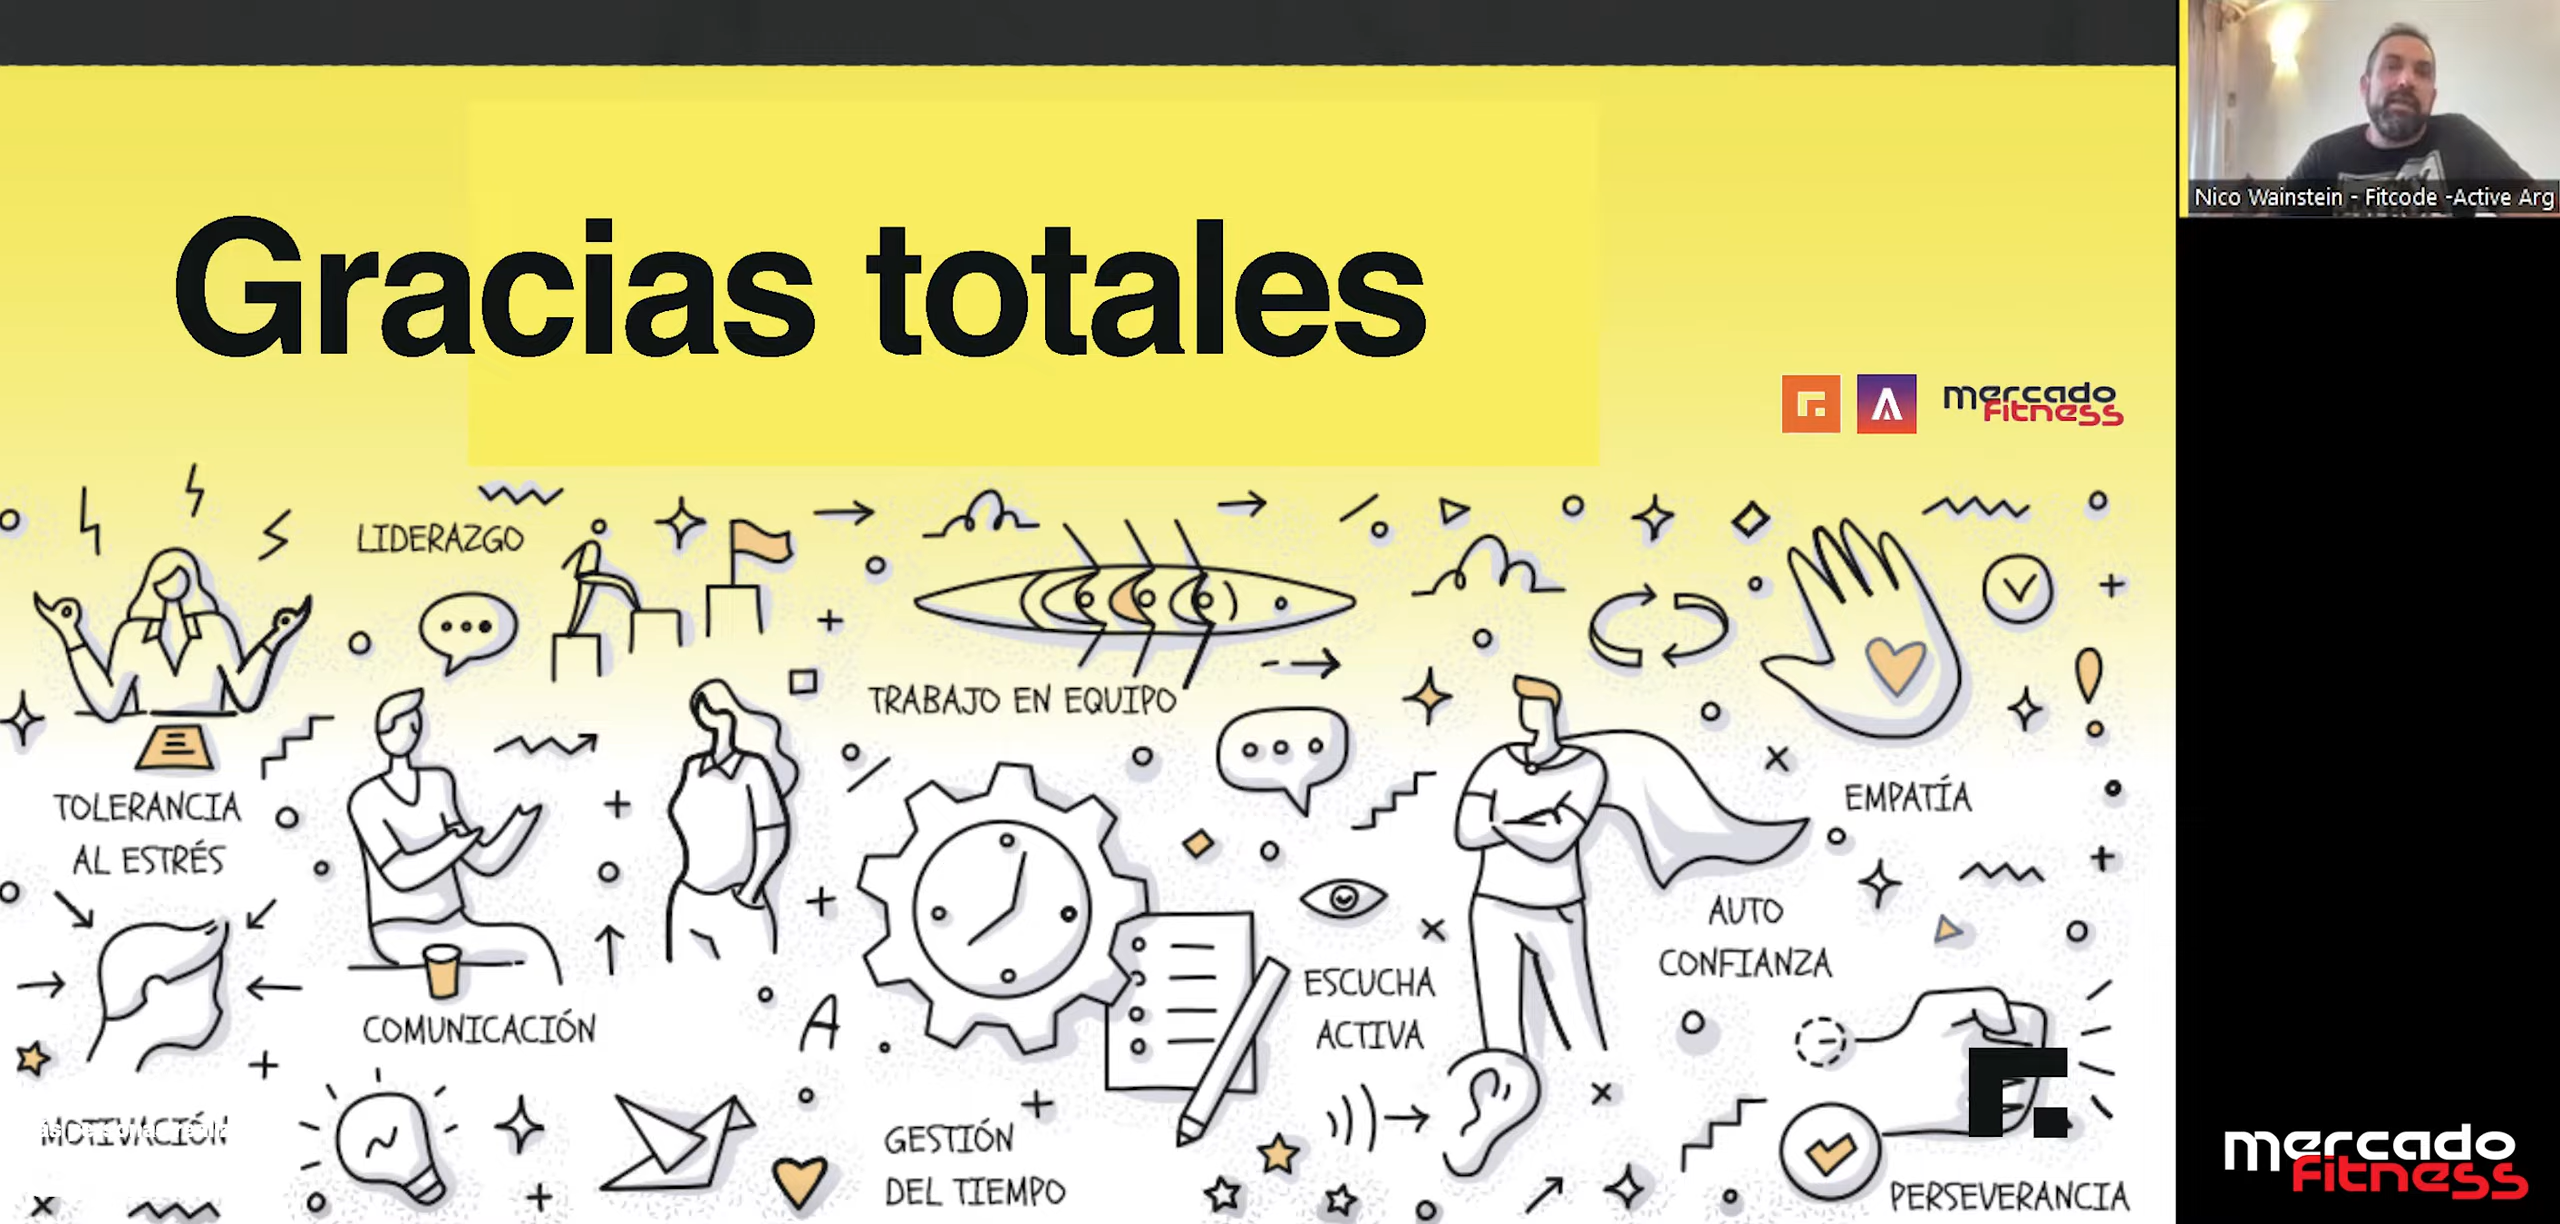 Gracias totales
mercado
fitness
Nico Wainstein - Fitcode -Active Arg
LIDERAZGO
TRABAJO EN EQUIPO
TOLERANCIA
AL ESTRÉS
EMPATÍA
AUTO
CONFIANZA
ESCUCHA
ACTIVA
COMUNICACIÓN
A
MOTIVACIÓN
GESTIÓN
DEL TIEMPO
PERSEVERANCIA
mercado
fitness